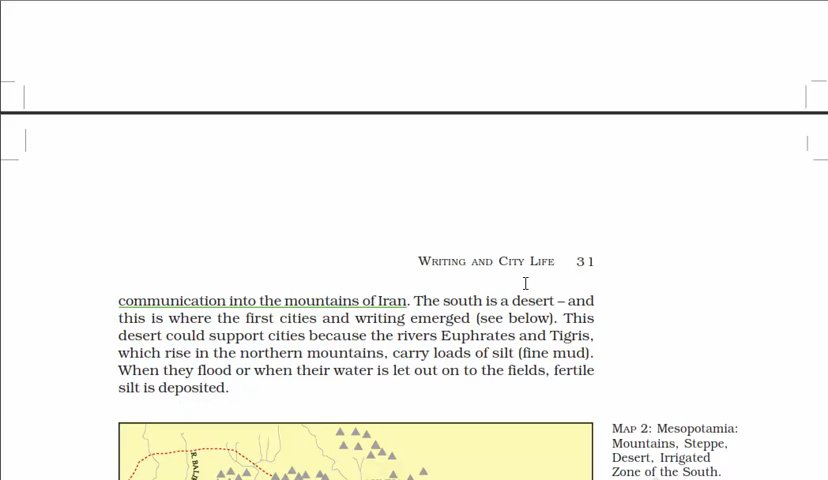 WRITING AND CITY LIFE 31
communication into the mountains of Iran. The south is a desert – and
this is where the first cities and writing emerged (see below). This
desert could support cities because the rivers Euphrates and Tigris,
which rise in the northern mountains, carry loads of silt (fine mud).
When they flood or when their water is let out on to the fields, fertile
silt is deposited.
MAP 2: Mesopotamia:
Mountains, Steppe,
Desert, Irrigated
Zone of the South.